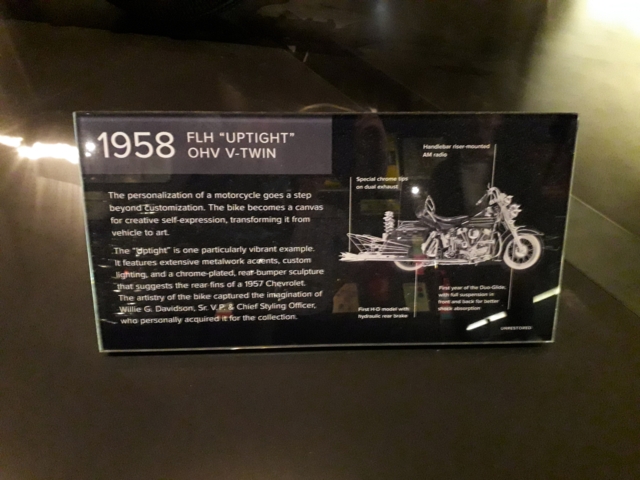 1958 FLH "UPTIGHT"
OHV V-TWIN
The personalization of a motorcycle goes a step
beyond customization. The bike becomes a canvas
for creative self-expression, transforming it from
vehicle to art.
The "Uptight" is one particularly vibrant example.
It features extensive metalwork accents, custom
lighting, and a chrome-plated, rear-bumper sculpture
that suggests the rear fins of a 1957 Chevrolet.
The artistry of the bike captured the imagination of
Willie G. Davidson, Sr. V.P. & Chief Styling Officer,
who personally acquired it for the collection.
Handlebar riser-mounted
AM radio
Special chrome tips
on dual exhaust
First H-D model with
hydraulic rear brake
First year of the Duo-Glide,
with full suspension in
front and back for better
shock absorption
UNRESTORED